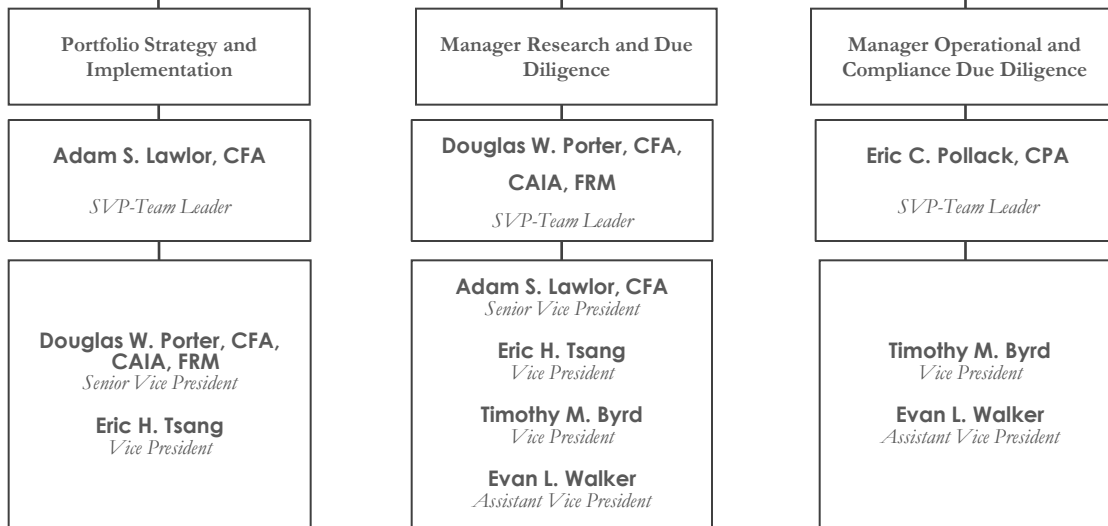 Portfolio Strategy and
Implementation
Adam S. Lawlor, CFA
SVP-Team Leader
Douglas W. Porter, CFA,
CAIA, FRM
Senior Vice President
Eric H. Tsang
Vice President
Manager Research and Due
Diligence
Douglas W. Porter, CFA,
CAIA, FRM
SVP-Team Leader
Adam S. Lawlor, CFA
Senior Vice President
Eric H. Tsang
Vice President
Timothy M. Byrd
Vice President
Evan L. Walker
Assistant Vice President
Manager Operational and
Compliance Due Diligence
Eric C. Pollack, CPA
SVP-Team Leader
Timothy M. Byrd
Vice President
Evan L. Walker
Assistant Vice President